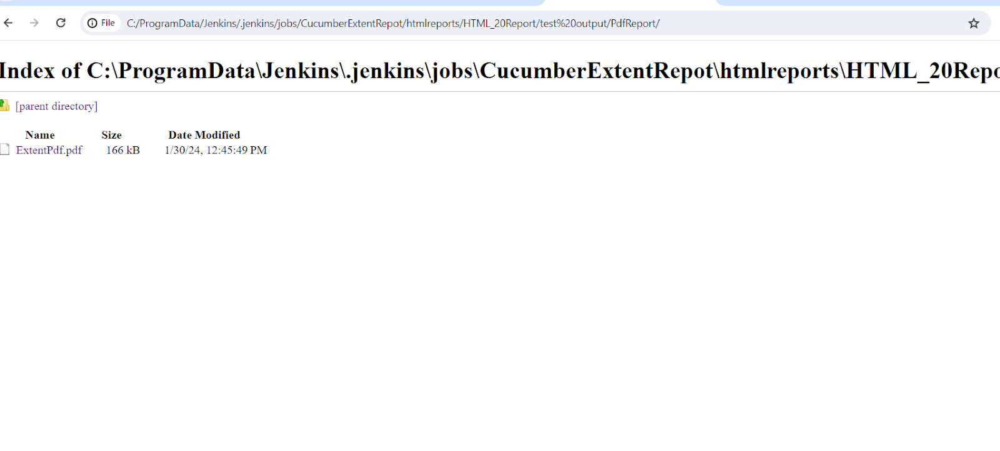 File C:/ProgramData/Jenkins/.jenkins/jobs/CucumberExtentRepot/htmlreports/HTML_20Report/test%20output/PdfReport/
Index of C:\ProgramData\Jenkins\.jenkins\jobs\CucumberExtentRepot\htmlreports\HTML_20Repo
[parent directory]
Name Size Date Modified
ExtentPdf.pdf 166 kB 1/30/24, 12:45:49 PM